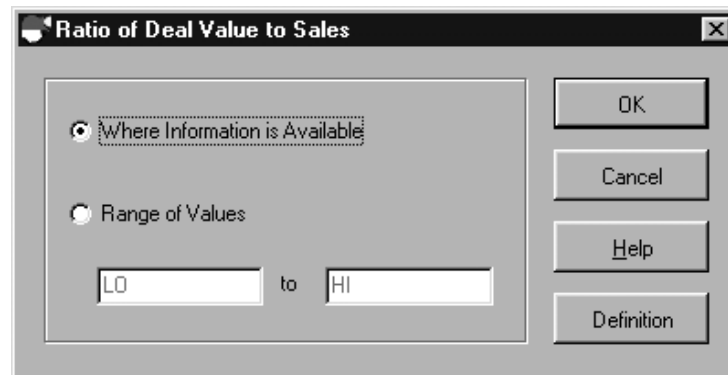 Ratio of Deal Value to Sales
Where Information is Available
Range of Values
LO to HI
OK
Cancel
Help
Definition